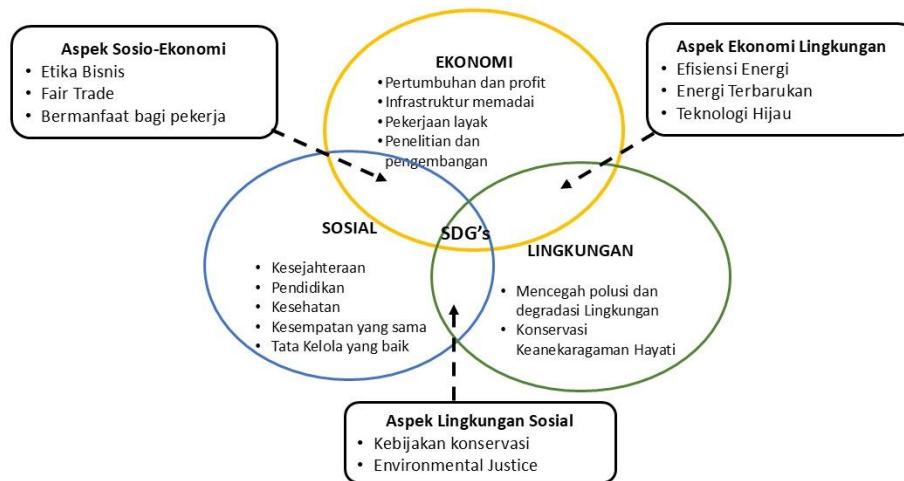 Aspek Sosio-Ekonomi
• Etika Bisnis
• Fair Trade
• Bermanfaat bagi pekerja
EKONOMI
•Pertumbuhan dan profit
•Infrastruktur memadai
•Pekerjaan layak
•Penelitian dan
pengembangan
Aspek Ekonomi Lingkungan
• Efisiensi Energi
• Energi Terbarukan
• Teknologi Hijau
SOSIAL
• Kesejahteraan
• Pendidikan
• Kesehatan
• Kesempatan yang sama
• Tata Kelola yang baik
SDG's
LINGKUNGAN
• Mencegah polusi dan
degradasi Lingkungan
• Konservasi
Keanekaragaman Hayati
Aspek Lingkungan Sosial
• Kebijakan konservasi
• Environmental Justice